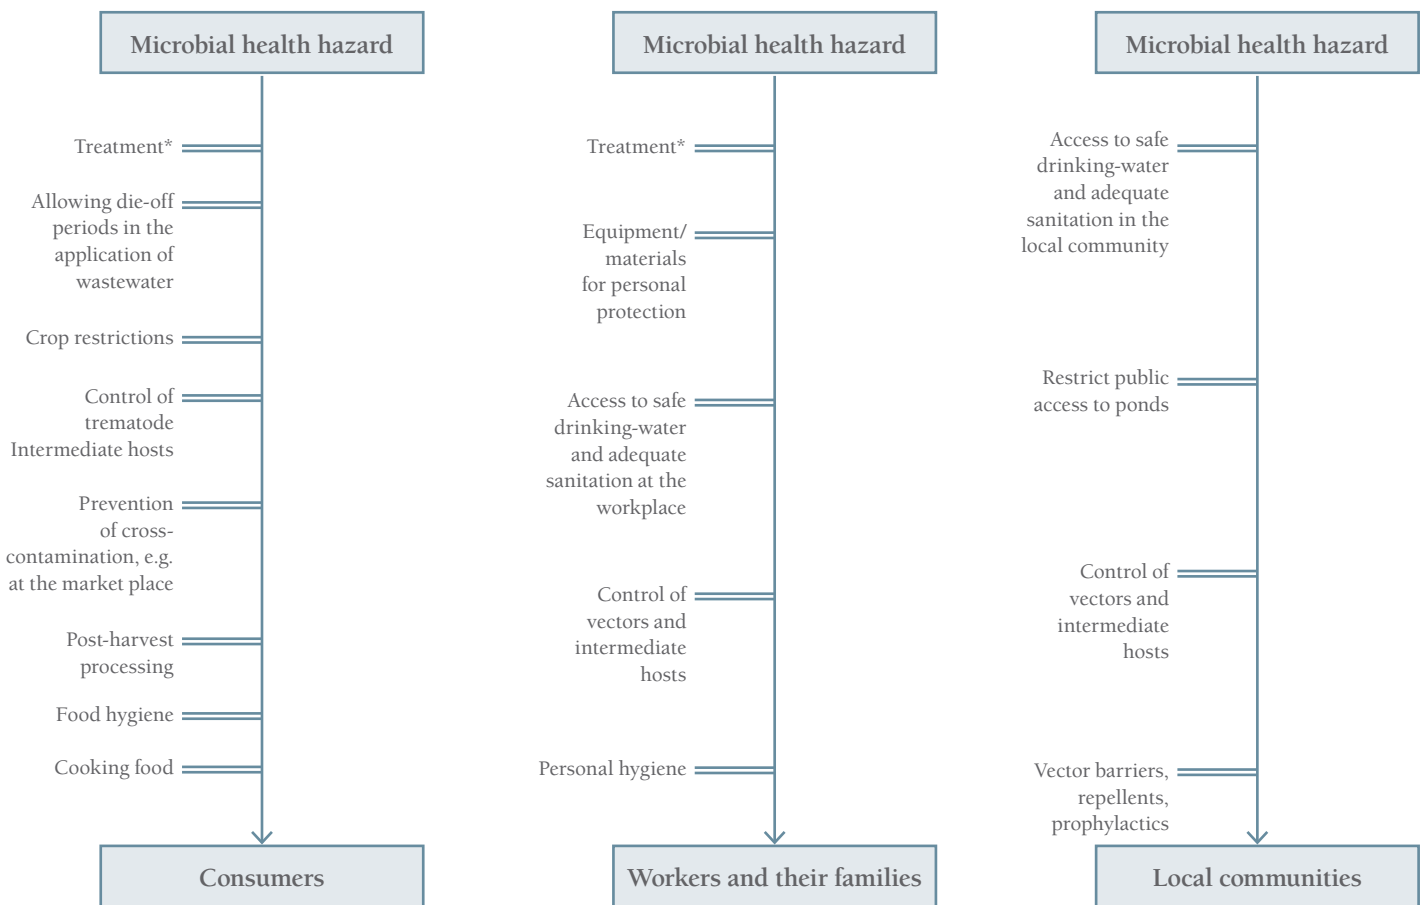 Microbial health hazard
Treatment*
Allowing die-off
periods in the
application of
wastewater
Crop restrictions
Control of
trematode
Intermediate hosts
Prevention
of cross-
contamination, e.g.
at the market place
Post-harvest
processing
Food hygiene
Cooking food
Consumers
Microbial health hazard
Treatment*
Equipment/
materials
for personal
protection
Access to safe
drinking-water
and adequate
sanitation at the
workplace
Control of
vectors and
intermediate
hosts
Personal hygiene
Workers and their families
Microbial health hazard
Access to safe
drinking-water
and adequate
sanitation in the
local community
Restrict public
access to ponds
Control of
vectors and
intermediate
hosts
Vector barriers,
repellents,
prophylactics
Local communities